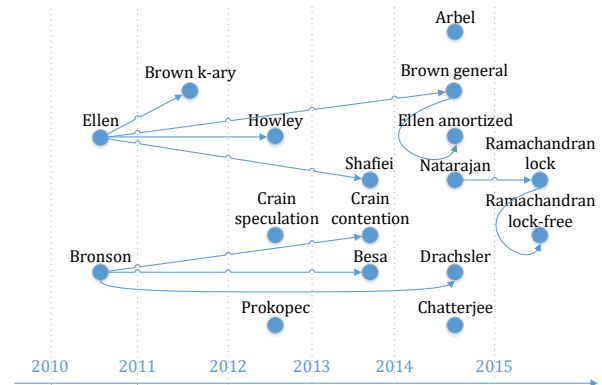 Arbel
Brown k-ary
Brown general
Ellen
Howley
Ellen amortized
Ramachandran
lock
Shafiei
Natarajan
Crain
speculation
Crain
contention
Ramachandran
lock-free
Bronson
Besa
Drachsler
Prokopec
Chatterjee
2010 2011 2012 2013 2014 2015